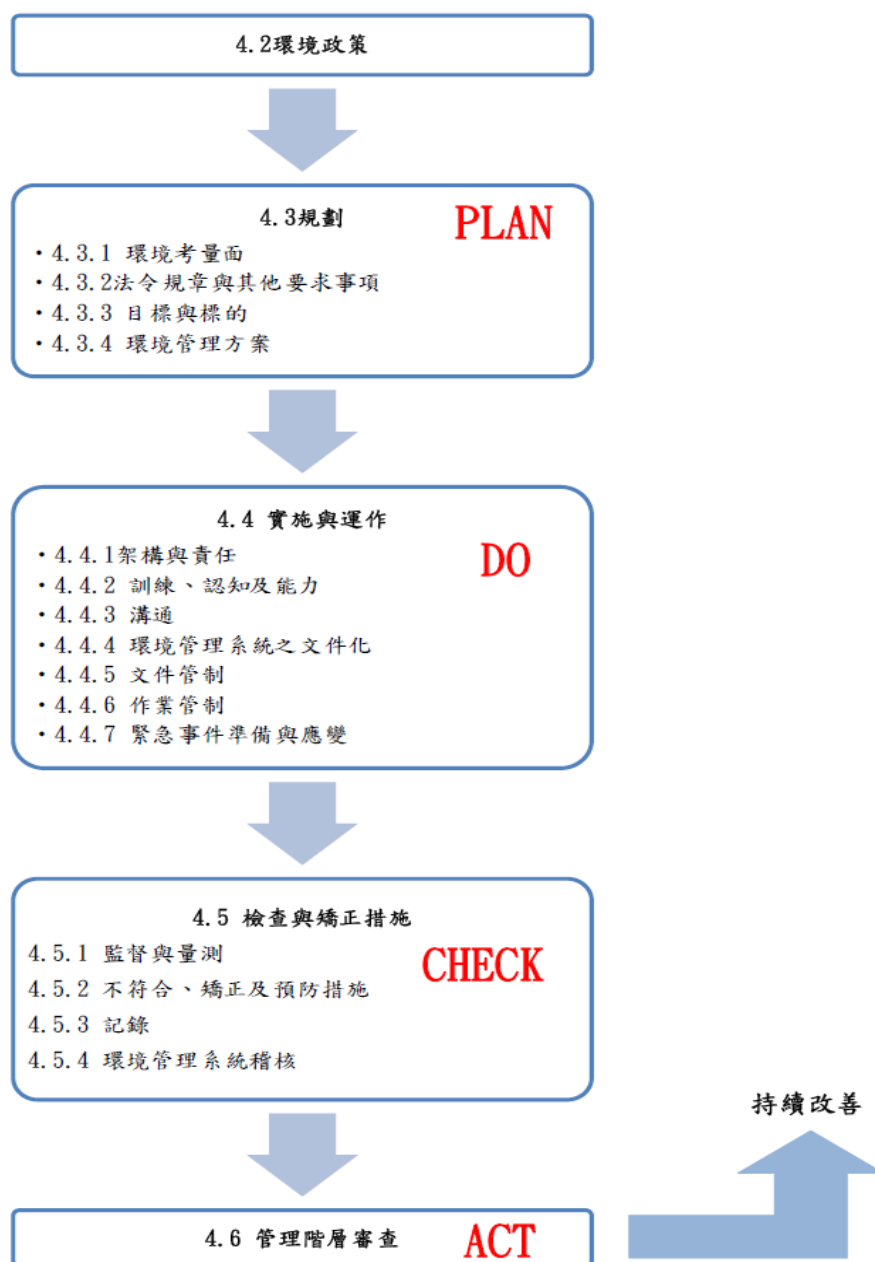 4.2環境政策
4.3規劃
PLAN
・4.3.1 環境考量面
・4.3.2法令規章與其他要求事項
・4.3.3 目標與標的
・4.3.4 環境管理方案
4.4 實施與運作
DO
・4.4.1架構與責任
・4.4.2 訓練、認知及能力
・4.4.3 溝通
・4.4.4 環境管理系統之文件化
・4.4.5 文件管制
・4.4.6 作業管制
・4.4.7 緊急事件準備與應變
4.5 檢查與矯正措施
CHECK
4.5.1 監督與量測
4.5.2 不符合、矯正及預防措施
4.5.3 記錄
4.5.4 環境管理系統稽核
持續改善
4.6 管理階層審查
ACT